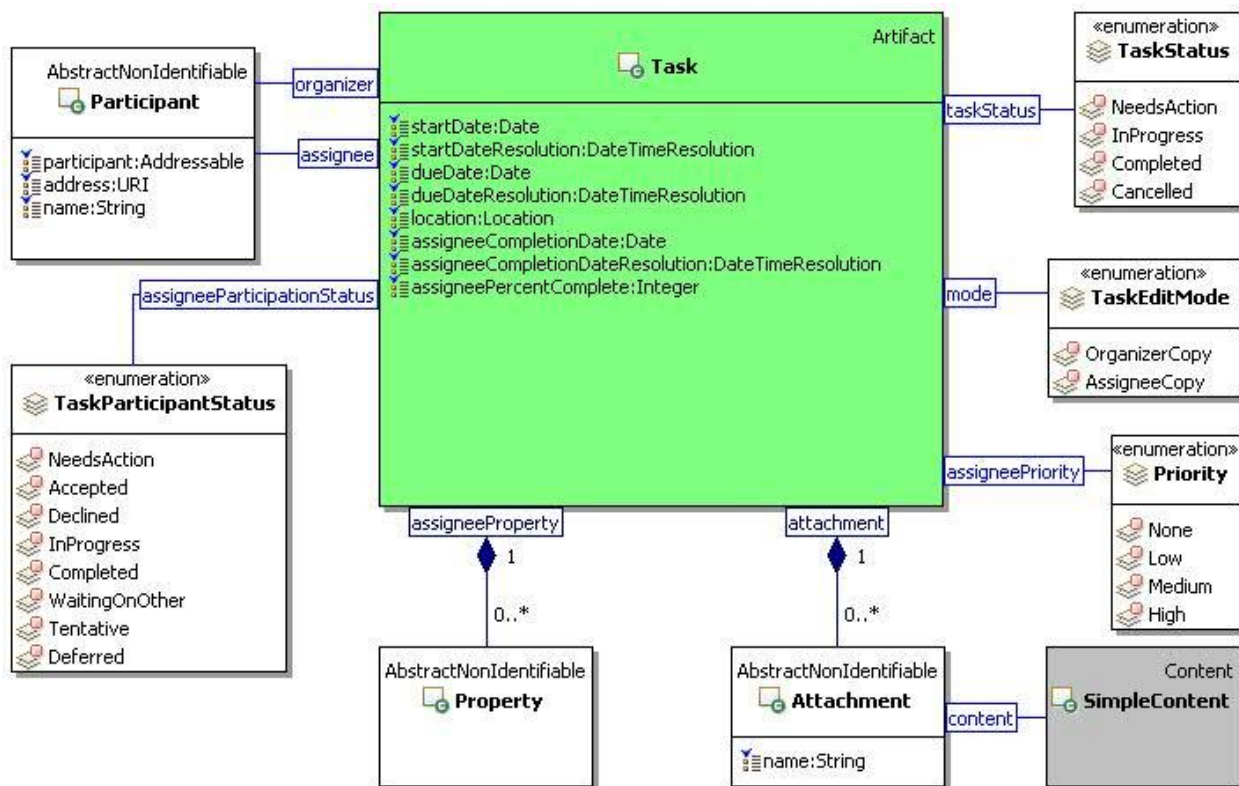 AbstractNonIdentifiable
Participant
participant:Addressable
address:URI
name:String
organizer
assignee
Artifact
Task
startDate:Date
startDateResolution:DateTimeResolution
dueDate:Date
dueDateResolution:DateTimeResolution
location:Location
assigneeCompletionDate:Date
assigneeCompletionDateResolution:DateTimeResolution
assigneePercentComplete:Integer
taskStatus
«enumeration»
TaskStatus
NeedsAction
InProgress
Completed
Cancelled
assigneeParticipationStatus
mode
«enumeration»
TaskEditMode
OrganizerCopy
AssigneeCopy
«enumeration»
TaskParticipantStatus
NeedsAction
Accepted
Declined
InProgress
Completed
WaitingOnOther
Tentative
Deferred
assigneePriority
«enumeration»
Priority
None
Low
Medium
High
assigneeProperty
1
0..*
attachment
1
0..*
AbstractNonIdentifiable
Property
AbstractNonIdentifiable
Attachment
name:String
content
Content
SimpleContent